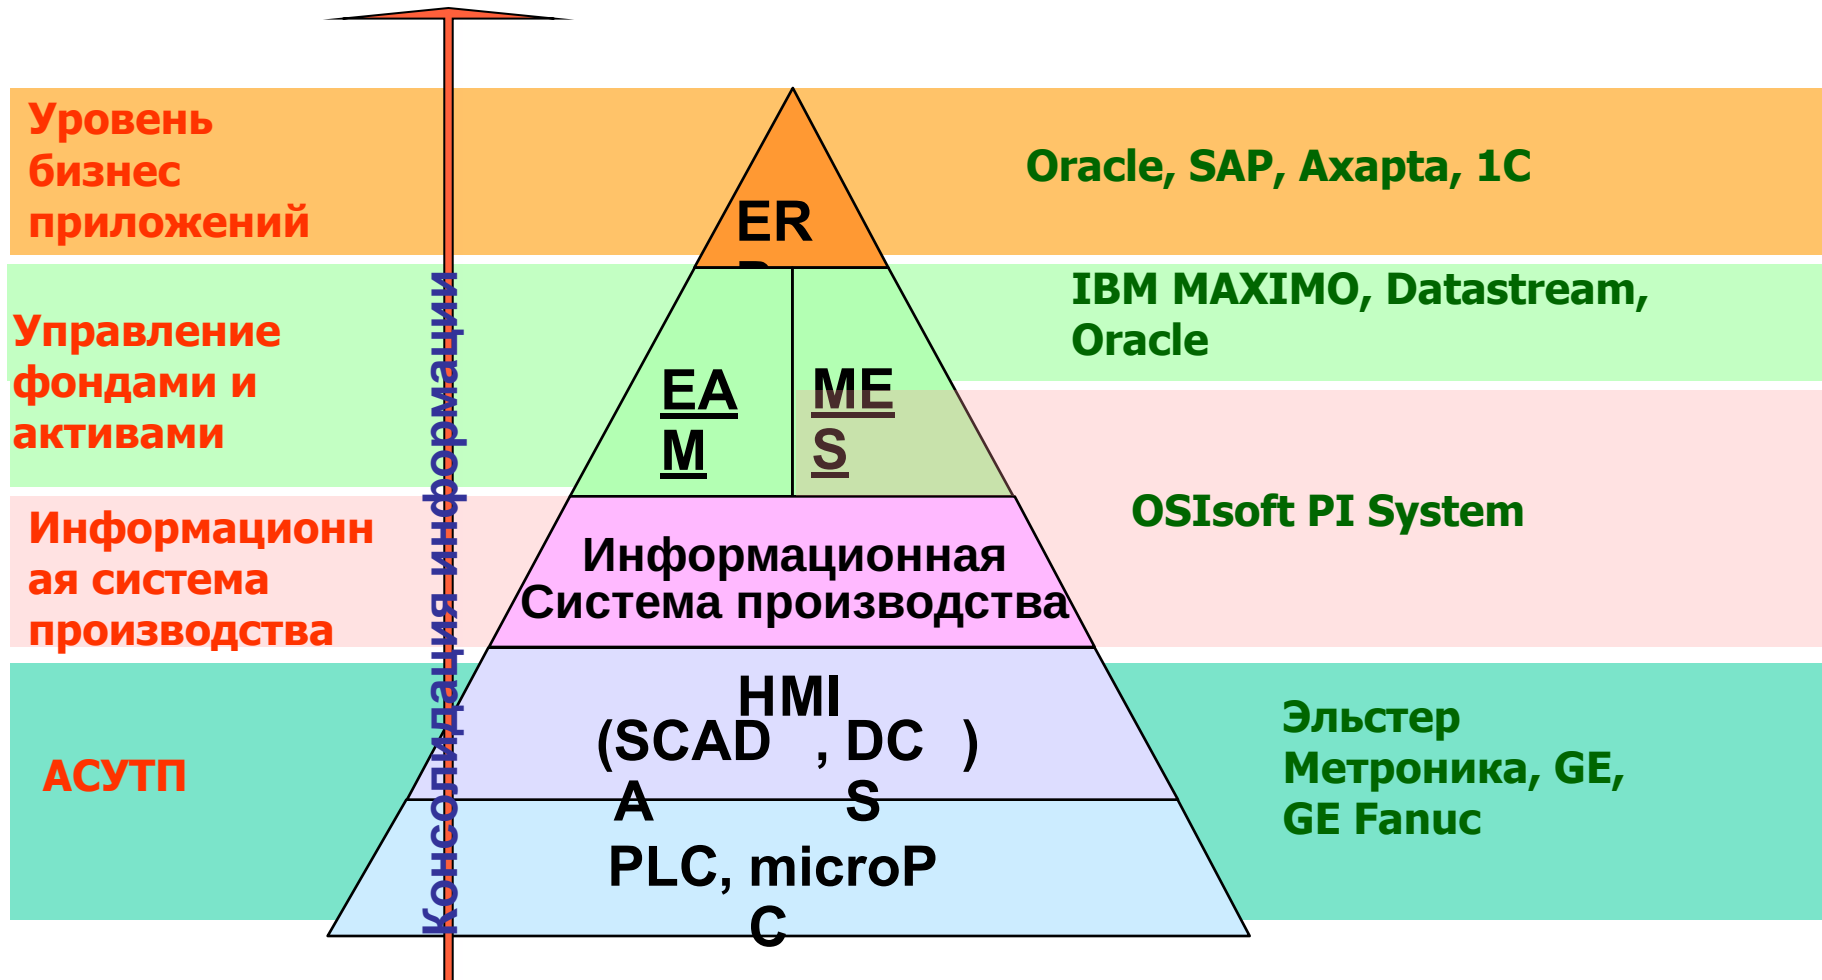 Уровень
бизнес
приложений
Oracle, SAP, Axapta, 1C
ER
Управление
фондами и
активами
IBM MAXIMO, Datastream,
Oracle
EA
M
ME
S
Информационн
ая система
производства
Информационная
Система производства
OSIsoft PI System
АСУТП
HMI
(SCAD , DC )
A S
PLC, microP
C
Эльстер
Метроника, GE,
GE Fanuc
Консолидация информации